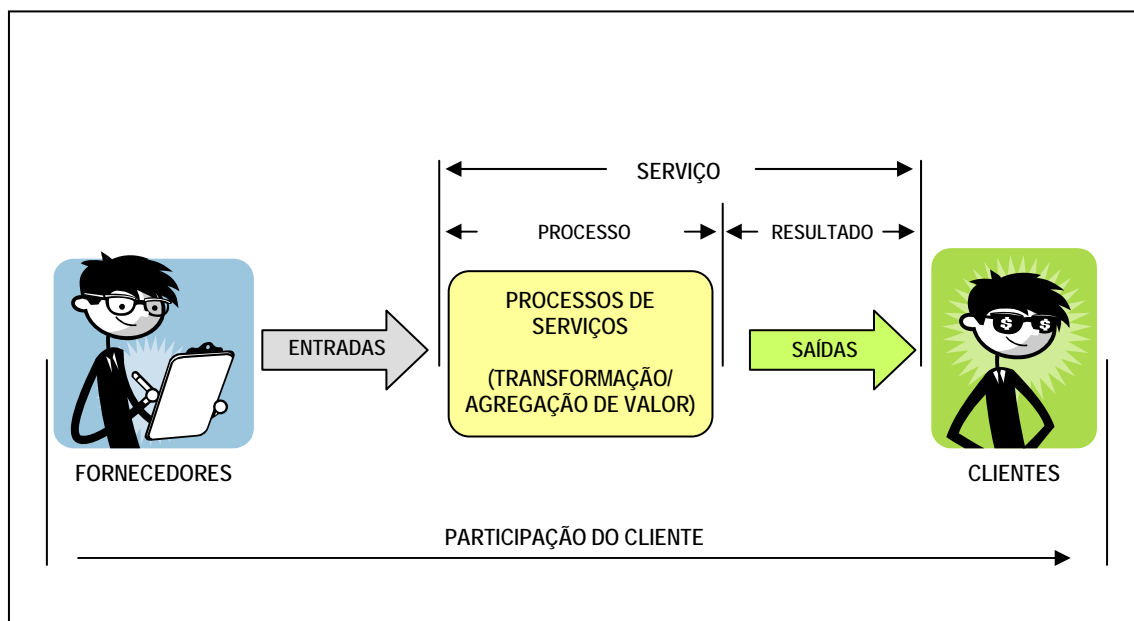 SERVIÇO
PROCESSO
RESULTADO
PROCESSOS DE
SERVIÇOS
(TRANSFORMAÇÃO/
AGREGAÇÃO DE VALOR)
ENTRADAS
SAÍDAS
$ $
FORNECEDORES
CLIENTES
PARTICIPAÇÃO DO CLIENTE